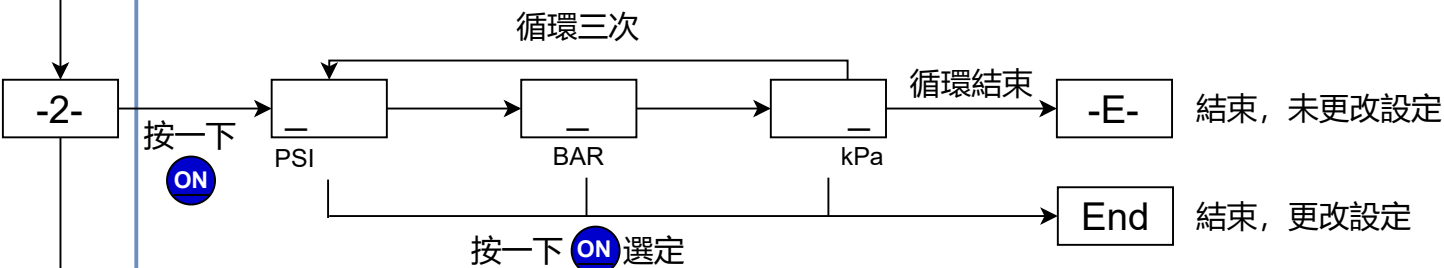 循環三次
-2-
_
_
_
循環結束
-E-
結束，未更改設定
按一下
ON
PSI
BAR
kPa
End
結束，更改設定
按一下 ON 選定